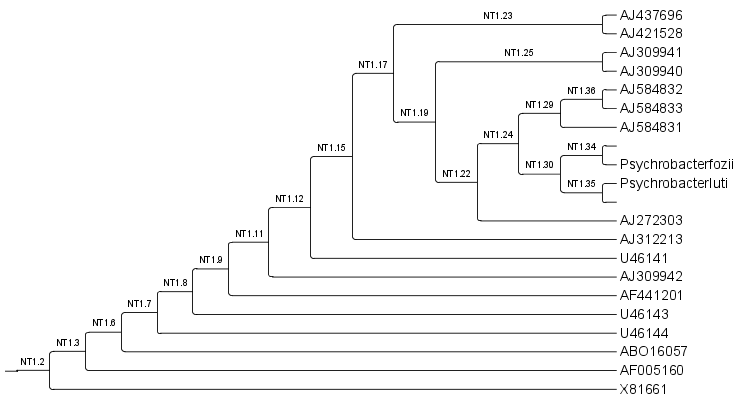 NT1.23
AJ437696
AJ421528
NT1.25
AJ309941
NT1.17
AJ309940
NT1.36
AJ584832
NT1.29
AJ584833
NT1.19
AJ584831
NT1.24
NT1.34
NT1.15
Psychrobacterfozii
NT1.30
NT1.22
Psychrobacterluti
NT1.35
NT1.12
AJ272303
NT1.11
AJ312213
NT1.9
U46141
AJ309942
NT1.8
AF441201
NT1.7
U46143
NT1.6
U46144
NT1.3
ABO16057
NT1.2
AF005160
X81661